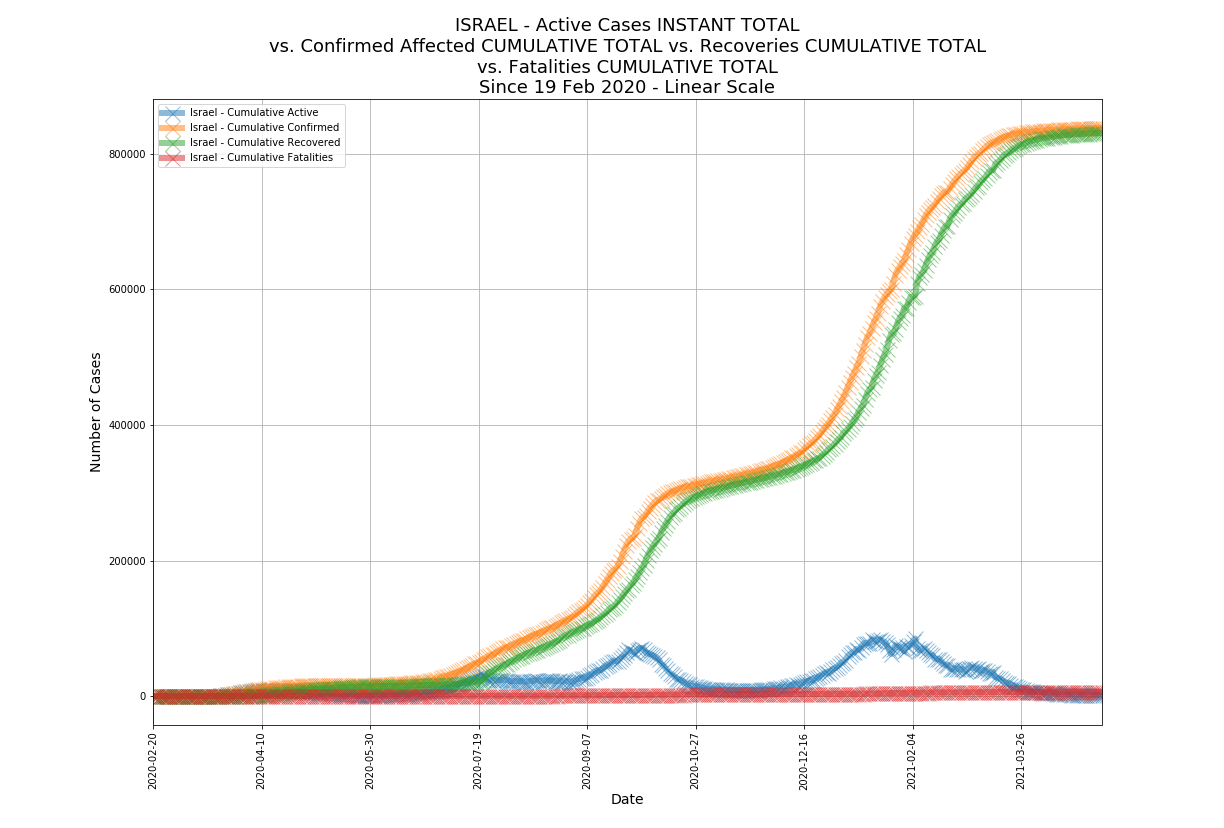 ISRAEL - Active Cases INSTANT TOTAL
vs. Confirmed Affected CUMULATIVE TOTAL vs. Recoveries CUMULATIVE TOTAL
vs. Fatalities CUMULATIVE TOTAL
Since 19 Feb 2020 - Linear Scale
Israel - Cumulative Active
Israel - Cumulative Confirmed
Israel - Cumulative Recovered
Israel - Cumulative Fatalities
Number of Cases
800000
600000
400000
200000
0
2020-02-20
2020-04-10
2020-05-30
2020-07-19
2020-09-07
2020-10-27
2020-12-16
2021-02-04
2021-03-26
Date